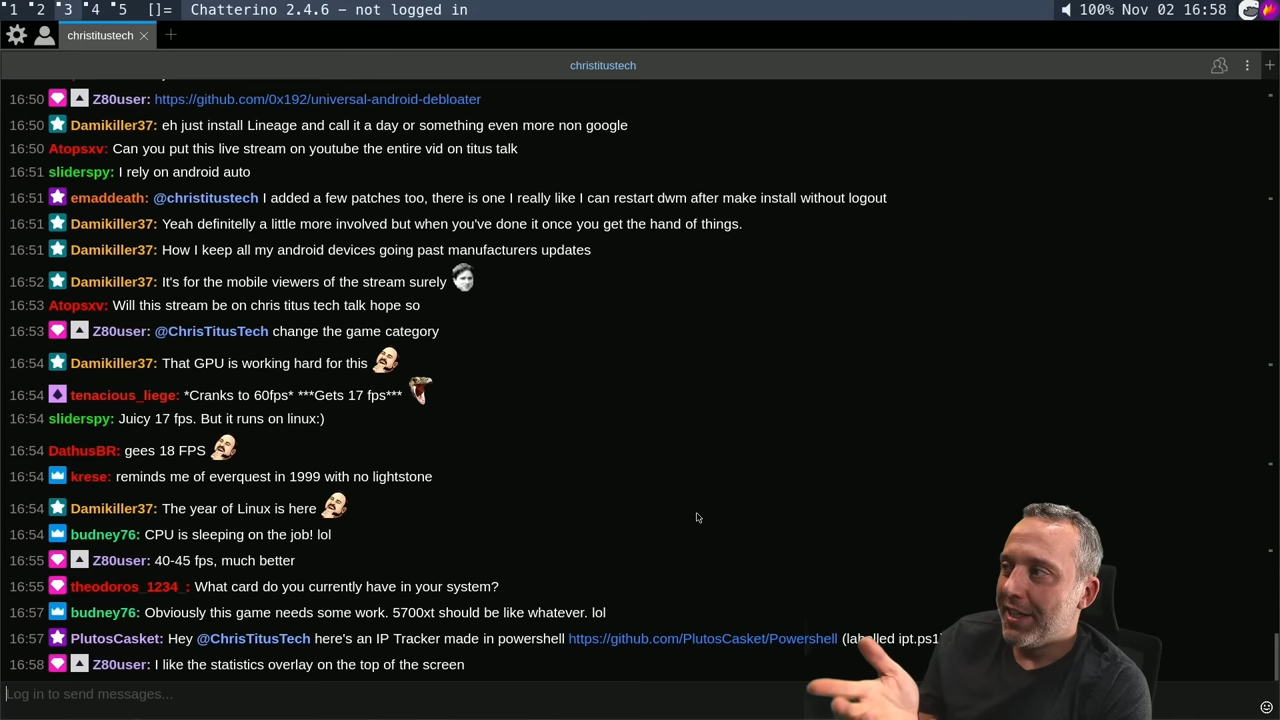 1 2 3 4 5 []= Chatterino 2.4.6 – not logged in 100% Nov 02 16:58
christitustech
christitustech
16:50 Z80user: https://github.com/0x192/universal-android-debloater
16:50 Damikiller37: eh just install Lineage and call it a day or something even more non google
16:50 Atopsxv: Can you put this live stream on youtube the entire vid on titus talk
16:51 sliderspy: I rely on android auto
16:51 emaddeath: @christitustech I added a few patches too, there is one I really like I can restart dwm after make install without logout
16:51 Damikiller37: Yeah definitelly a little more involved but when you've done it once you get the hand of things.
16:51 Damikiller37: How I keep all my android devices going past manufacturers updates
16:52 Damikiller37: It's for the mobile viewers of the stream surely
16:53 Atopsxv: Will this stream be on chris titus tech talk hope so
16:53 Z80user: @ChrisTitusTech change the game category
16:54 Damikiller37: That GPU is working hard for this
16:54 tenacious_liege: *Cranks to 60fps* ***Gets 17 fps***
16:54 sliderspy: Juicy 17 fps. But it runs on linux:)
16:54 DathusBR: gees 18 FPS
16:54 krese: reminds me of everquest in 1999 with no lightstone
16:54 Damikiller37: The year of Linux is here
16:54 budney76: CPU is sleeping on the job! lol
16:55 Z80user: 40-45 fps, much better
16:55 theodoros_1234_: What card do you currently have in your system?
16:57 budney76: Obviously this game needs some work. 5700xt should be like whatever. lol
16:57 PlutosCasket: Hey @ChrisTitusTech here's an IP Tracker made in powershell https://github.com/PlutosCasket/Powershell (labelled ipt.ps1)
16:58 Z80user: I like the statistics overlay on the top of the screen
Log in to send messages...